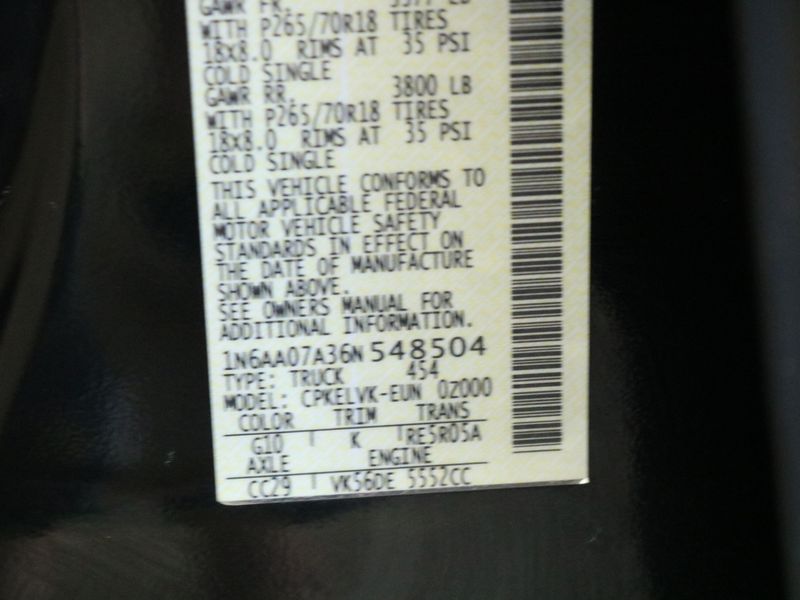 GAWR FR. LB
WITH P265/70R18 TIRES
18X8.0 RIMS AT 35 PSI
COLD SINGLE
GAWR RR. 3800 LB
WITH P265/70R18 TIRES
18X8.0 RIMS AT 35 PSI
COLD SINGLE
THIS VEHICLE CONFORMS TO
ALL APPLICABLE FEDERAL
MOTOR VEHICLE SAFETY
STANDARDS IN EFFECT ON
THE DATE OF MANUFACTURE
SHOWN ABOVE.
SEE OWNERS MANUAL FOR
ADDITIONAL INFORMATION.
1N6AA07A36N548504
TYPE: TRUCK 454
MODEL: CPKELVK-EUN 0Z000
COLOR TRIM TRANS
G10 K RE5R05A
AXLE ENGINE
CC29 VK56DE 5552CC